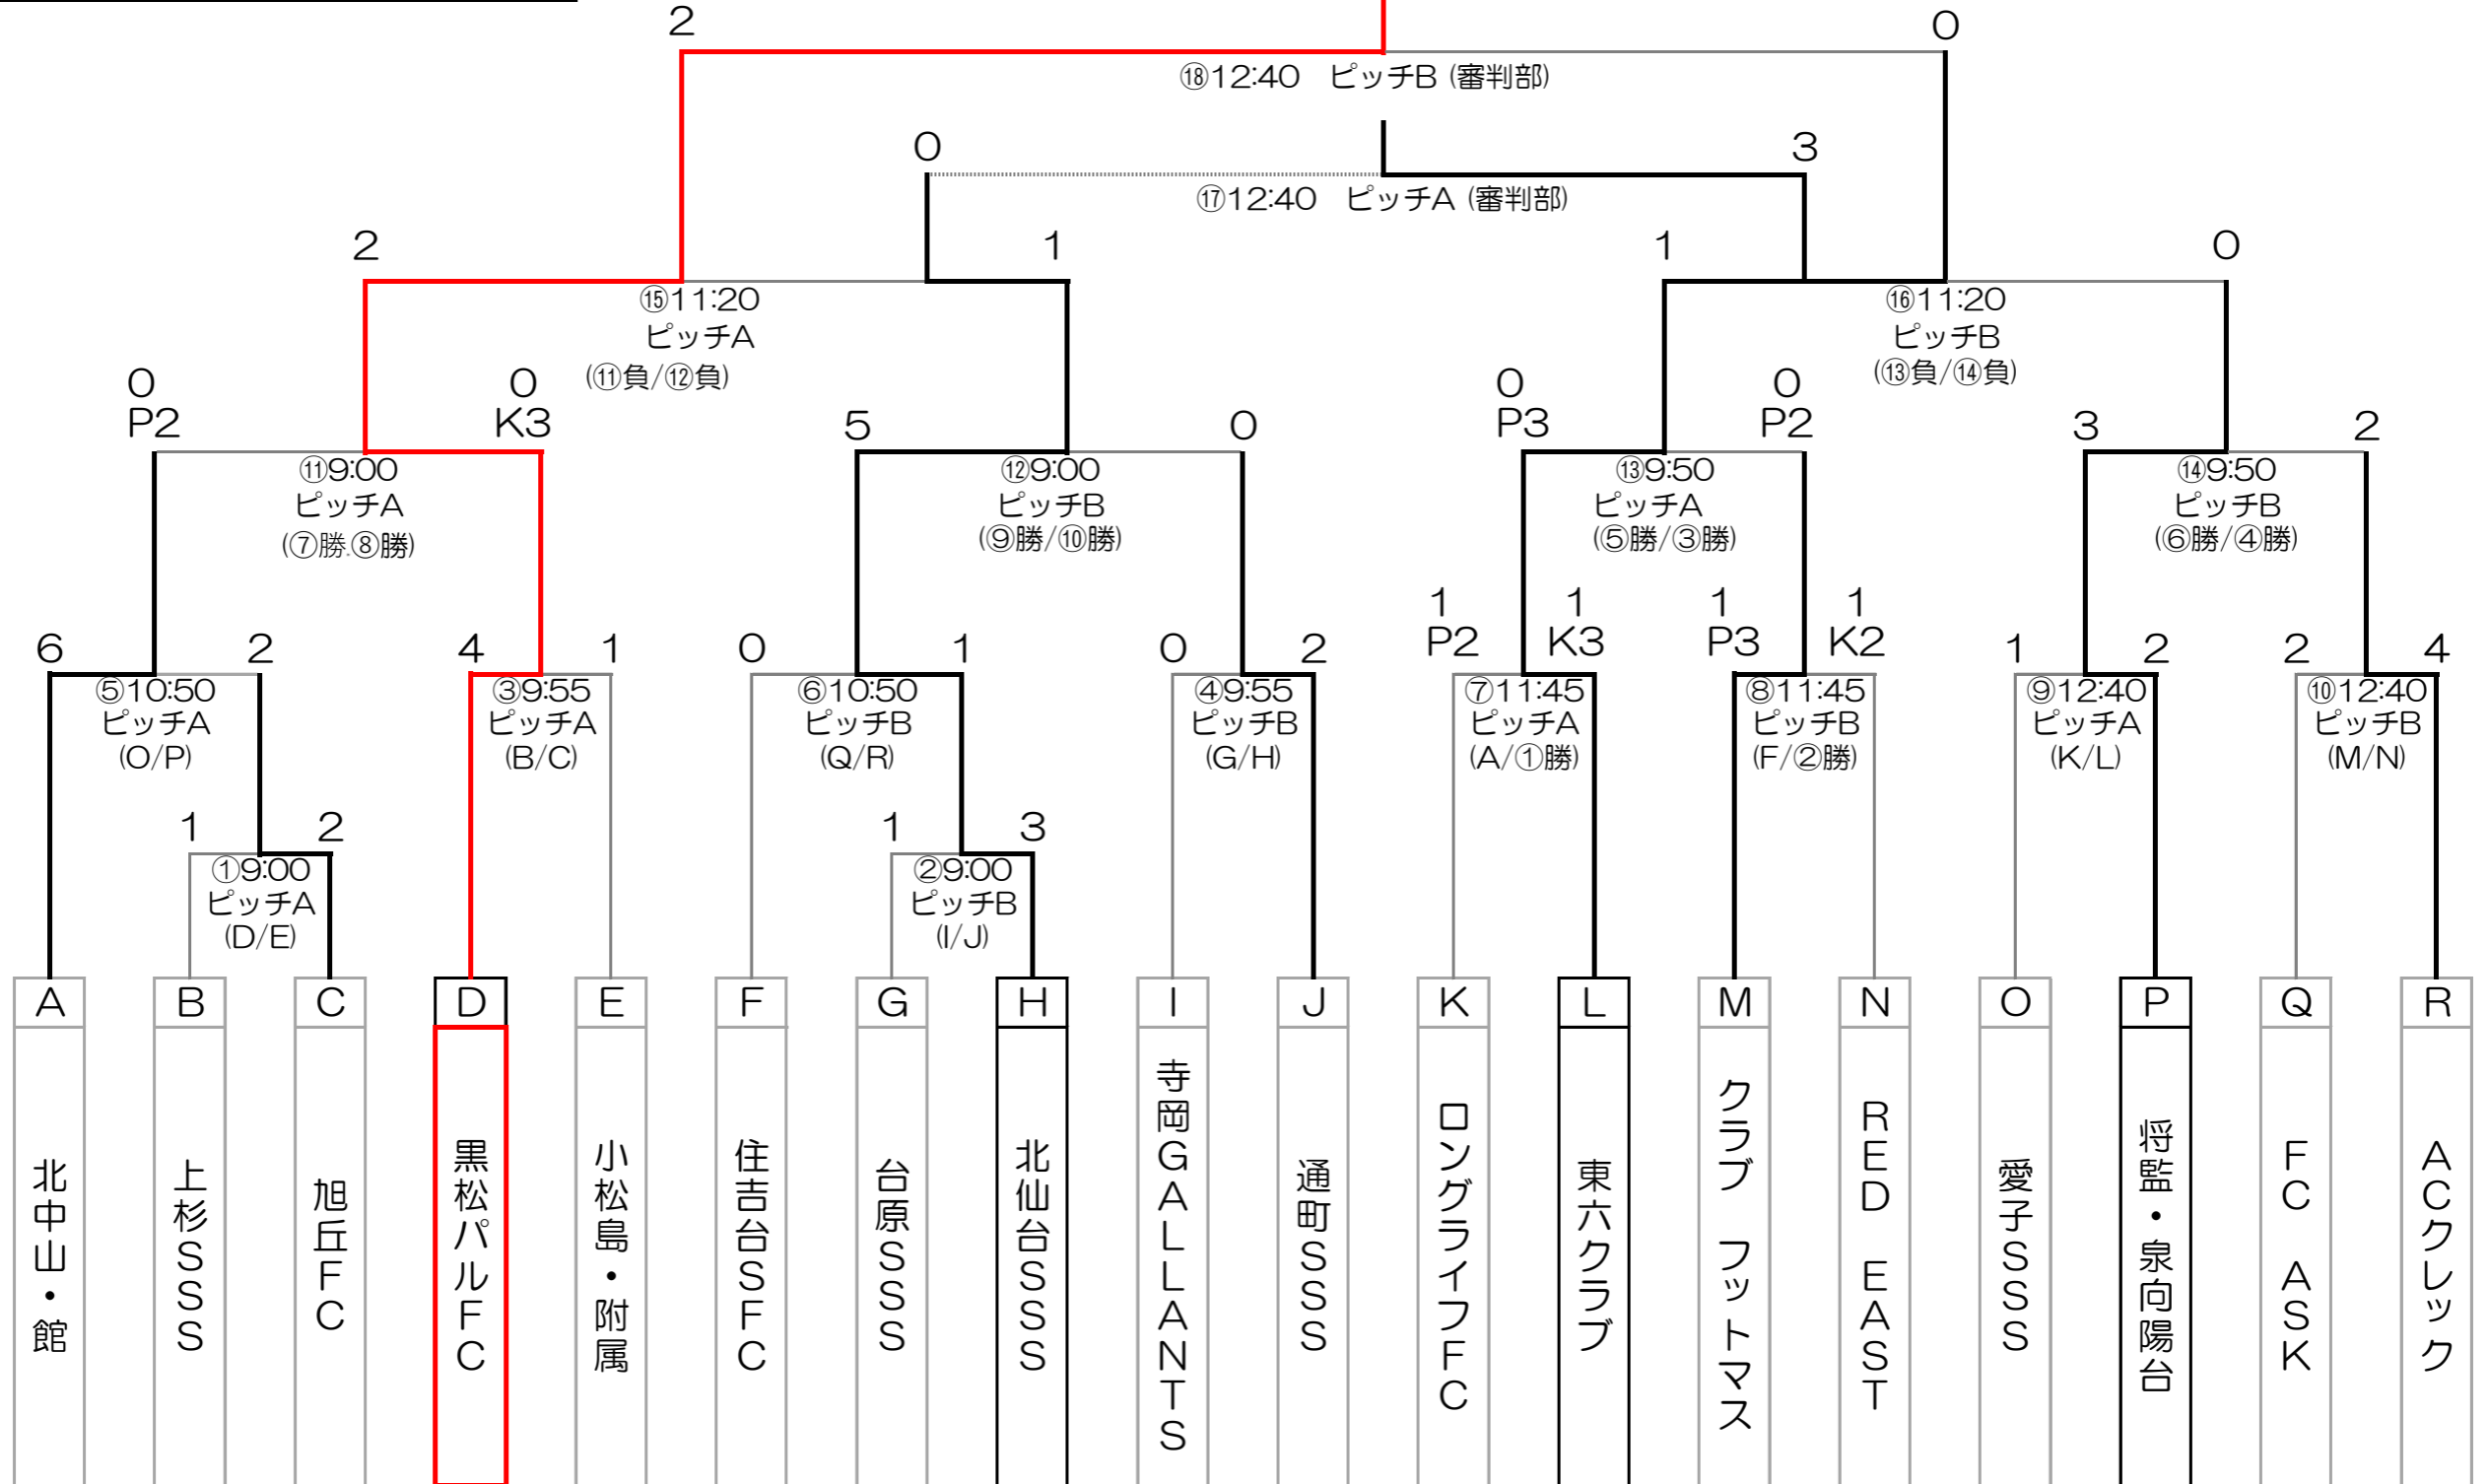 2 0
⑱12:40 ピッチB (審判部)
0 3
⑰12:40 ピッチA (審判部)
2 1 1 0
⑮11:20 ⑯11:20
ピッチA ピッチB
(⑪負/⑫負) (⑬負/⑭負)
0 0 0 0
P2 K3 5 0 P3 P2 3 2
⑪9:00 ⑫9:00 ⑬9:50 ⑭9:50
ピッチA ピッチB ピッチA ピッチB
(⑦勝.⑧勝) (⑨勝/⑩勝) (⑤勝/③勝) (⑥勝/④勝)
1 1 1 1
P2 K3 P3 K2
6 2 4 1 0 1 0 2 1 2 2 4
⑤10:50 ③9:55 ⑥10:50 ④9:55 ⑦11:45 ⑧11:45 ⑨12:40 ⑩12:40
ピッチA ピッチA ピッチB ピッチB ピッチA ピッチB ピッチA ピッチB
(O/P) (B/C) (Q/R) (G/H) (A/①勝) (F/②勝) (K/L) (M/N)
1 2 1 3
①9:00 ②9:00
ピッチA ピッチB
(D/E) (I/J)
A B C D E F G H I J K L M N O P Q R
北中山・館
上杉SSS
旭丘FC
黒松パルFC
小松島・附属
住吉台SFC
台原SSS
北仙台SSS
寺岡GALLANTS
通町SSS
ロングライフFC
東六クラブ
クラブ フットマス
RED EAST
愛子SSS
将監・泉向陽台
FC ASK
ACクレック